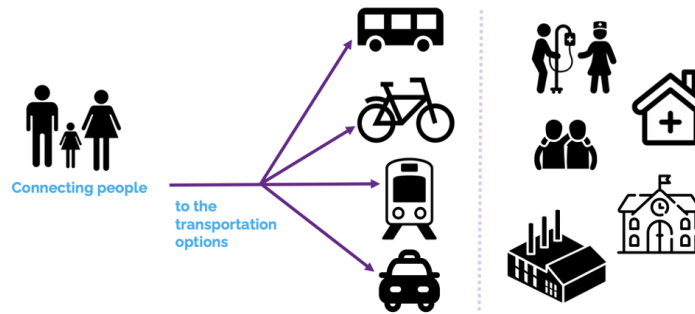 Connecting people
to the
transportation
options